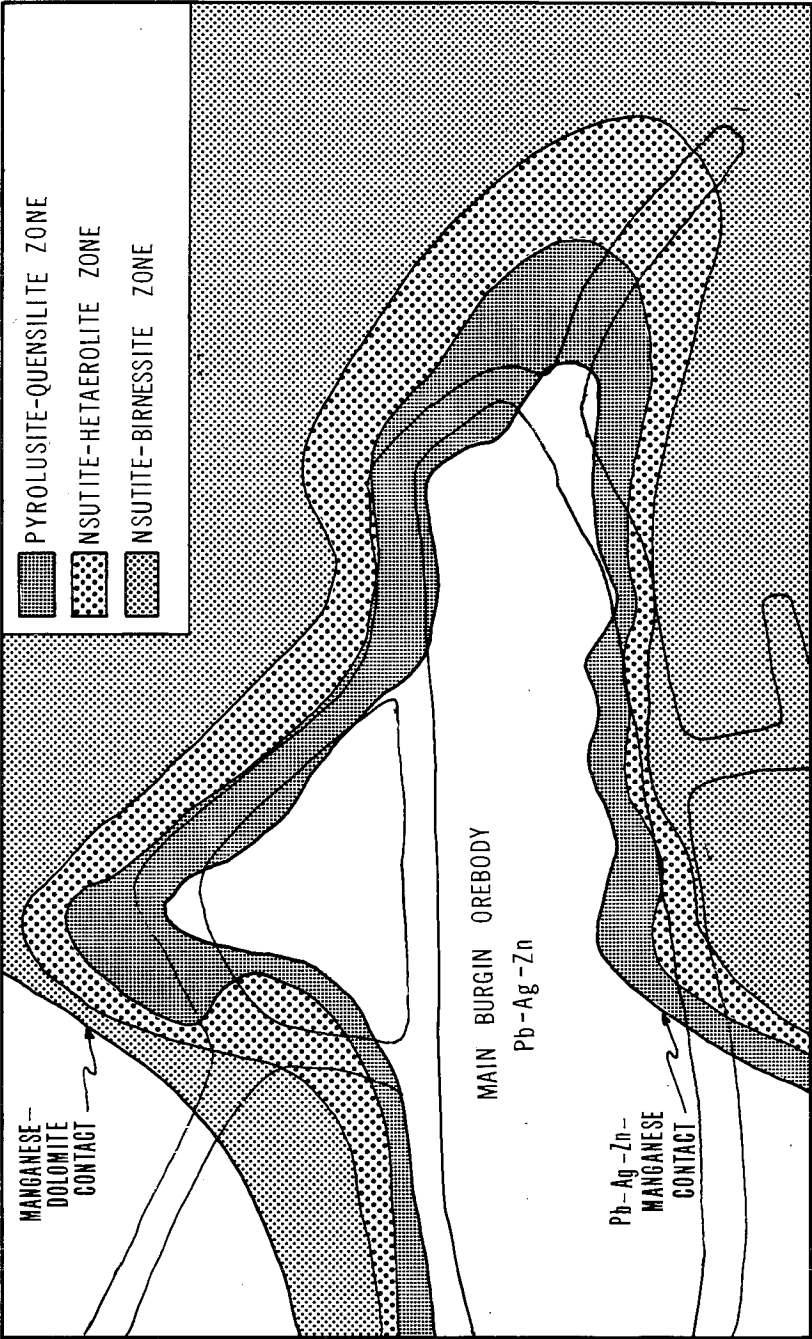 PYROLUSITE-QUENSILITE ZONE
NSUTITE-HETAEROLITE ZONE
NSUTITE-BIRNESSITE ZONE
MANGANESE-
DOLOMITE
CONTACT
MAIN BURGIN OREBODY
Pb-Ag-Zn
Pb-Ag-Zn-
MANGANESE
CONTACT